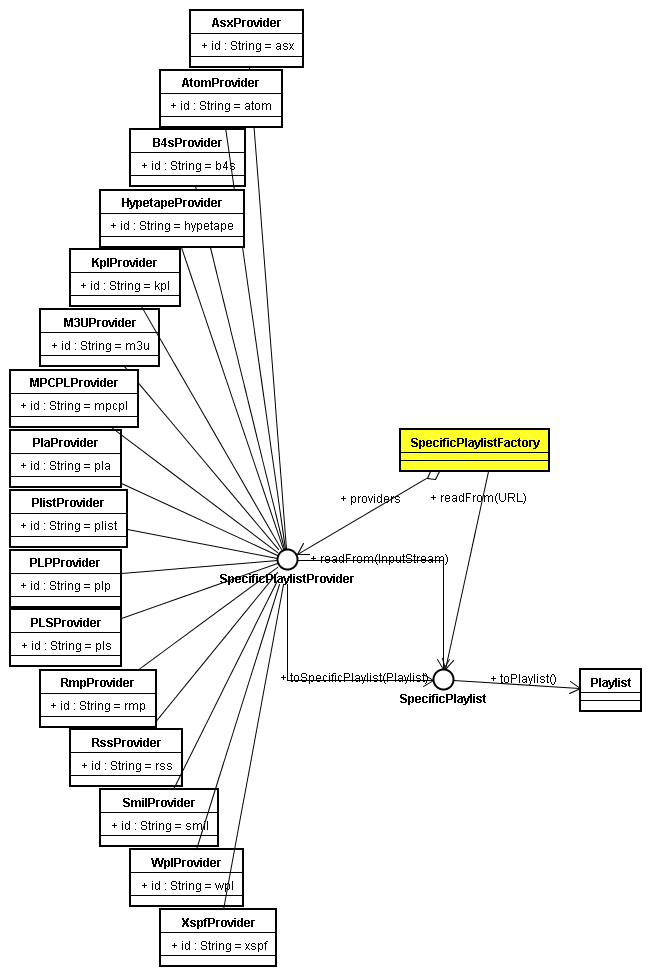 AsxProvider
+ id : String = asx
AtomProvider
+ id : String = atom
B4sProvider
+ id : String = b4s
HypetapeProvider
+ id : String = hypetape
KplProvider
+ id : String = kpl
M3UProvider
+ id : String = m3u
MPCPLProvider
+ id : String = mpcpl
PlaProvider
+ id : String = pla
PlistProvider
+ id : String = plist
PLPProvider
+ id : String = plp
PLSProvider
+ id : String = pls
RmpProvider
+ id : String = rmp
RssProvider
+ id : String = rss
SmilProvider
+ id : String = smil
WplProvider
+ id : String = wpl
XspfProvider
+ id : String = xspf
SpecificPlaylistFactory
+ providers
+ readFrom(URL)
+ readFrom(InputStream)
SpecificPlaylistProvider
+ toSpecificPlaylist(Playlist)
SpecificPlaylist
+ toPlaylist()
Playlist